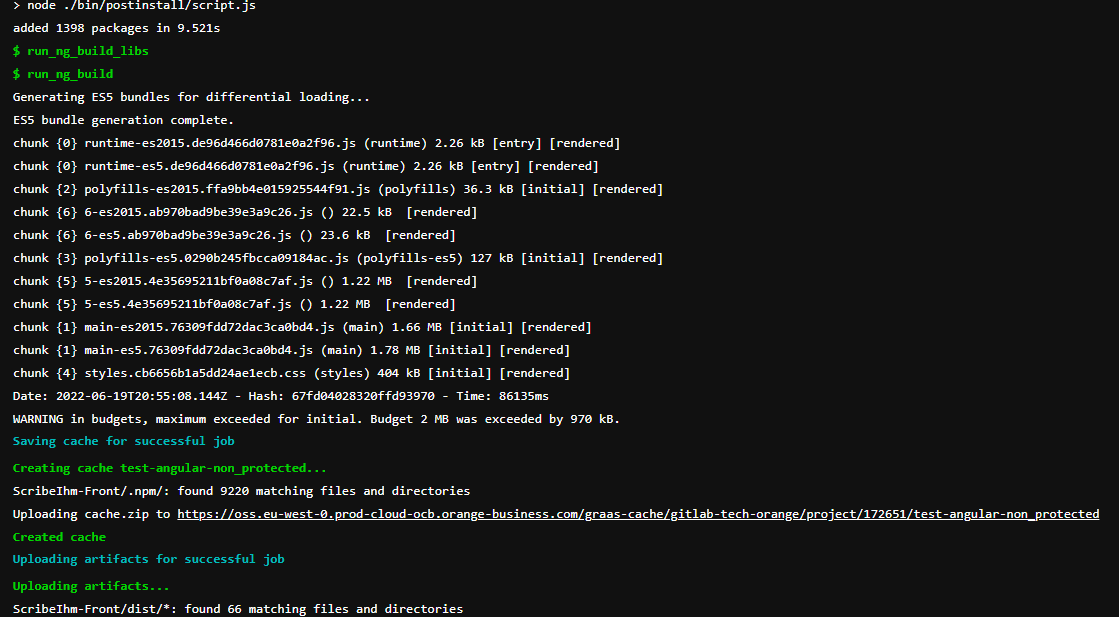 > node ./bin/postinstall/script.js
added 1398 packages in 9.521s
$ run_ng_build_libs
$ run_ng_build
Generating ES5 bundles for differential loading...
ES5 bundle generation complete.
chunk {0} runtime-es2015.de96d466d0781e0a2f96.js (runtime) 2.26 kB [entry] [rendered]
chunk {0} runtime-es5.de96d466d0781e0a2f96.js (runtime) 2.26 kB [entry] [rendered]
chunk {2} polyfills-es2015.ffa9bb4e015925544f91.js (polyfills) 36.3 kB [initial] [rendered]
chunk {6} 6-es2015.ab970bad9be39e3a9c26.js () 22.5 kB  [rendered]
chunk {6} 6-es5.ab970bad9be39e3a9c26.js () 23.6 kB  [rendered]
chunk {3} polyfills-es5.0290b245fbcca09184ac.js (polyfills-es5) 127 kB [initial] [rendered]
chunk {5} 5-es2015.4e35695211bf0a08c7af.js () 1.22 MB  [rendered]
chunk {5} 5-es5.4e35695211bf0a08c7af.js () 1.22 MB  [rendered]
chunk {1} main-es2015.76309fdd72dac3ca0bd4.js (main) 1.66 MB [initial] [rendered]
chunk {1} main-es5.76309fdd72dac3ca0bd4.js (main) 1.78 MB [initial] [rendered]
chunk {4} styles.cb6656b1a5dd24ae1ecb.css (styles) 404 kB [initial] [rendered]
Date: 2022-06-19T20:55:08.144Z - Hash: 67fd04028320ffd93970 - Time: 86135ms
WARNING in budgets, maximum exceeded for initial. Budget 2 MB was exceeded by 970 kB.
Saving cache for successful job
Creating cache test-angular-non_protected...
ScribeIhm-Front/.npm/: found 9220 matching files and directories
Uploading cache.zip to https://oss.eu-west-0.prod-cloud-ocb.orange-business.com/graas-cache/gitlab-tech-orange/project/172651/test-angular-non_protected
Created cache
Uploading artifacts for successful job
Uploading artifacts...
ScribeIhm-Front/dist/*: found 66 matching files and directories